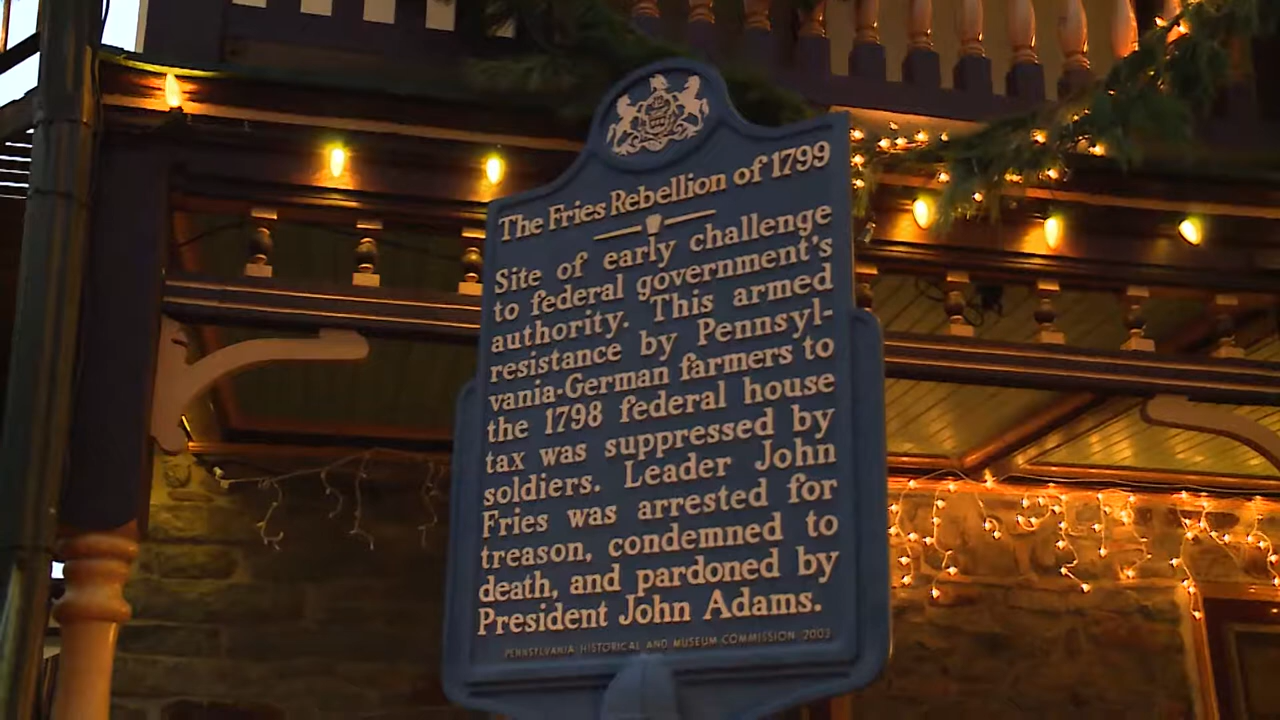 The Fries Rebellion of 1799
Site of early challenge
to federal government's
authority. This armed
resistance by Pennsyl-
vania-German farmers to
the 1798 federal house
tax was suppressed by
soldiers. Leader John
Fries was arrested for
treason, condemned to
death, and pardoned by
President John Adams.
PENNSYLVANIA HISTORICAL AND MUSEUM COMMISSION 2003